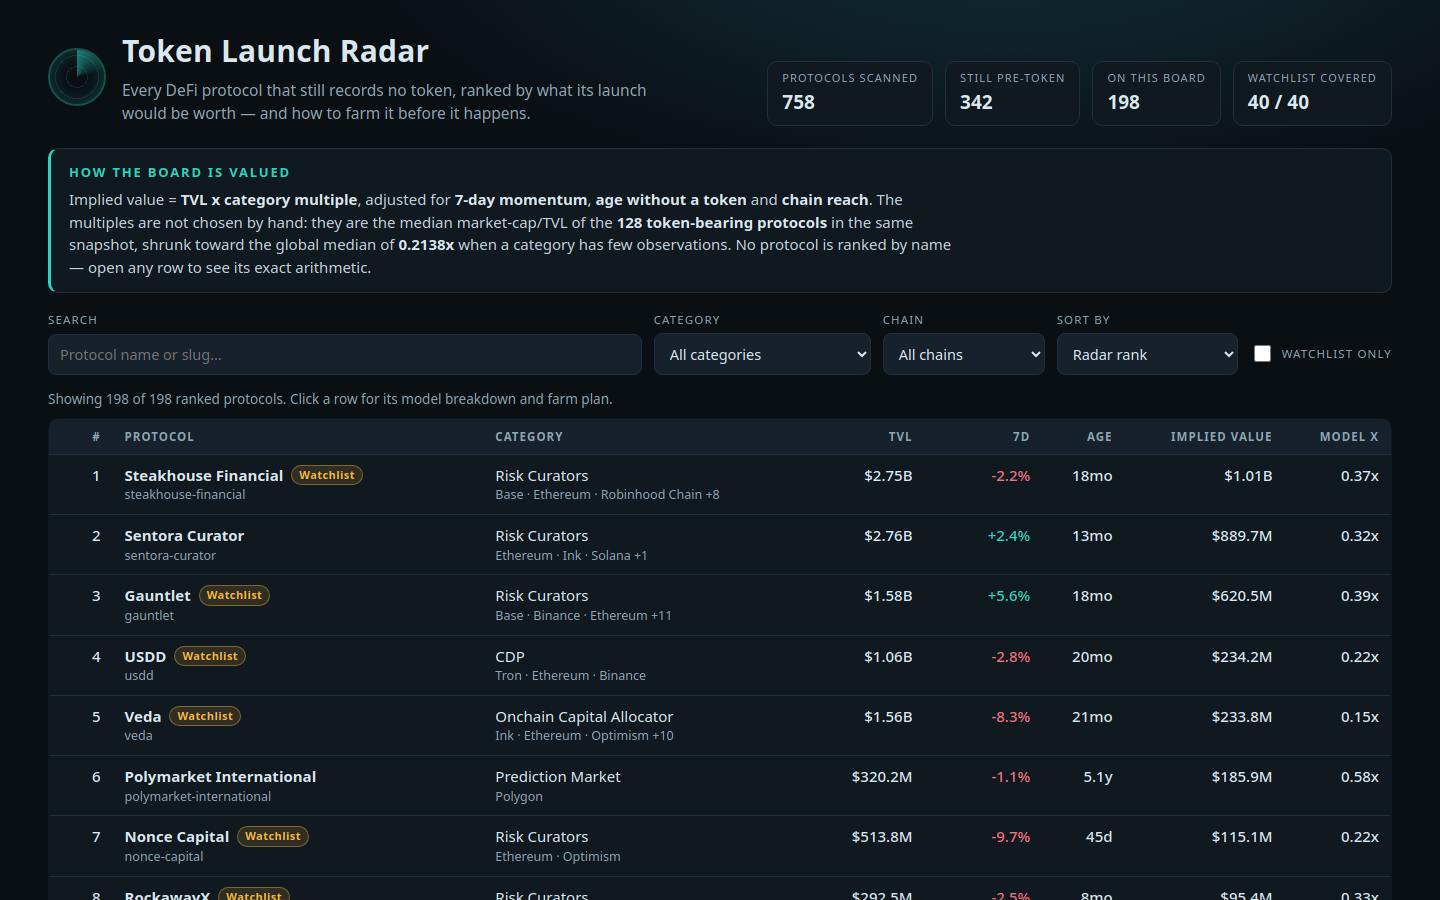 Token Launch Radar
Every DeFi protocol that still records no token, ranked by what its launch
would be worth — and how to farm it before it happens.
PROTOCOLS SCANNED
758
STILL PRE-TOKEN
342
ON THIS BOARD
198
WATCHLIST COVERED
40 / 40
HOW THE BOARD IS VALUED
Implied value = TVL x category multiple, adjusted for 7-day momentum, age without a token and chain reach. The
multiples are not chosen by hand: they are the median market-cap/TVL of the 128 token-bearing protocols in the same
snapshot, shrunk toward the global median of 0.2138x when a category has few observations. No protocol is ranked by name
— open any row to see its exact arithmetic.
SEARCH
Protocol name or slug...
CATEGORY
All categories
CHAIN
All chains
SORT BY
Radar rank
WATCHLIST ONLY
Showing 198 of 198 ranked protocols. Click a row for its model breakdown and farm plan.
# PROTOCOL CATEGORY TVL 7D AGE IMPLIED VALUE MODEL X
1 Steakhouse Financial Watchlist Risk Curators $2.75B -2.2% 18mo $1.01B 0.37x
steakhouse-financial Base · Ethereum · Robinhood Chain +8
2 Sentora Curator Risk Curators $2.76B +2.4% 13mo $889.7M 0.32x
sentora-curator Ethereum · Ink · Solana +1
3 Gauntlet Watchlist Risk Curators $1.58B +5.6% 18mo $620.5M 0.39x
gauntlet Base · Binance · Ethereum +11
4 USDD Watchlist CDP $1.06B -2.8% 20mo $234.2M 0.22x
usdd Tron · Ethereum · Binance
5 Veda Watchlist Onchain Capital Allocator $1.56B -8.3% 21mo $233.8M 0.15x
veda Ink · Ethereum · Optimism +10
6 Polymarket International Prediction Market $320.2M -1.1% 5.1y $185.9M 0.58x
polymarket-international Polygon
7 Nonce Capital Watchlist Risk Curators $513.8M -9.7% 45d $115.1M 0.22x
nonce-capital Ethereum · Optimism
8 RockawayX Watchlist Risk Curators $292.5M -2.5% 8mo $95.4M 0.33x